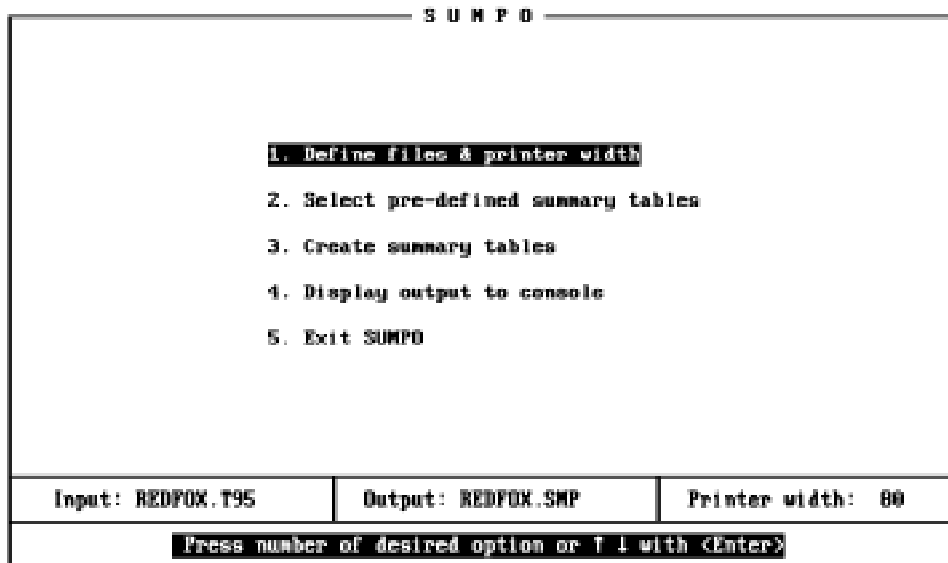 S U M P O
1. Define files & printer width
2. Select pre-defined summary tables
3. Create summary tables
4. Display output to console
5. Exit SUMPO
Input: REDFOX.T95 Output: REDFOX.SMP Printer width: 80
Press number of desired option or ↑ ↓ with <Enter>